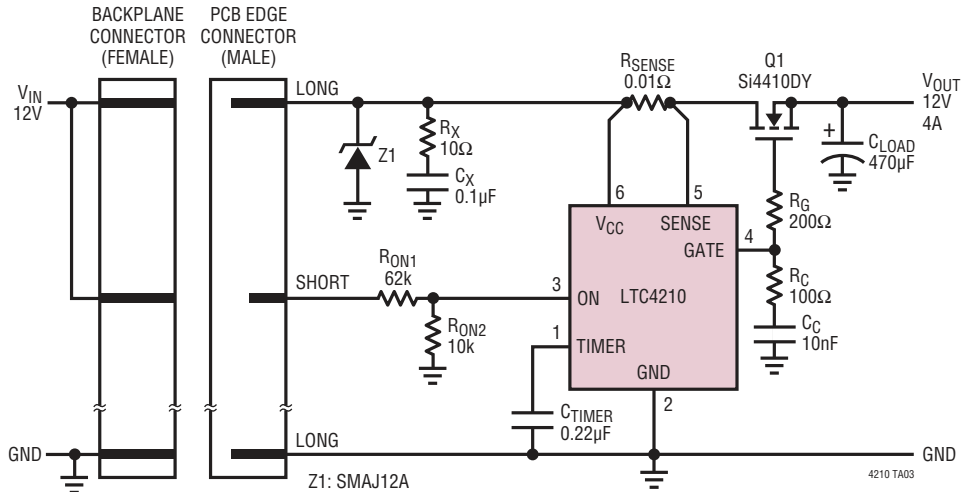 BACKPLANE
CONNECTOR
(FEMALE)
PCB EDGE
CONNECTOR
(MALE)
V_IN
12V
LONG
Z1
R_X
10Ω
C_X
0.1µF
R_SENSE
0.01Ω
Q1
Si4410DY
V_OUT
12V
4A
+
C_LOAD
470µF
6
5
V_CC
SENSE
GATE
4
R_G
200Ω
R_C
100Ω
C_C
10nF
SHORT
R_ON1
62k
R_ON2
10k
3
ON
LTC4210
1
TIMER
GND
2
C_TIMER
0.22µF
GND
LONG
GND
Z1: SMAJ12A
4210 TA03